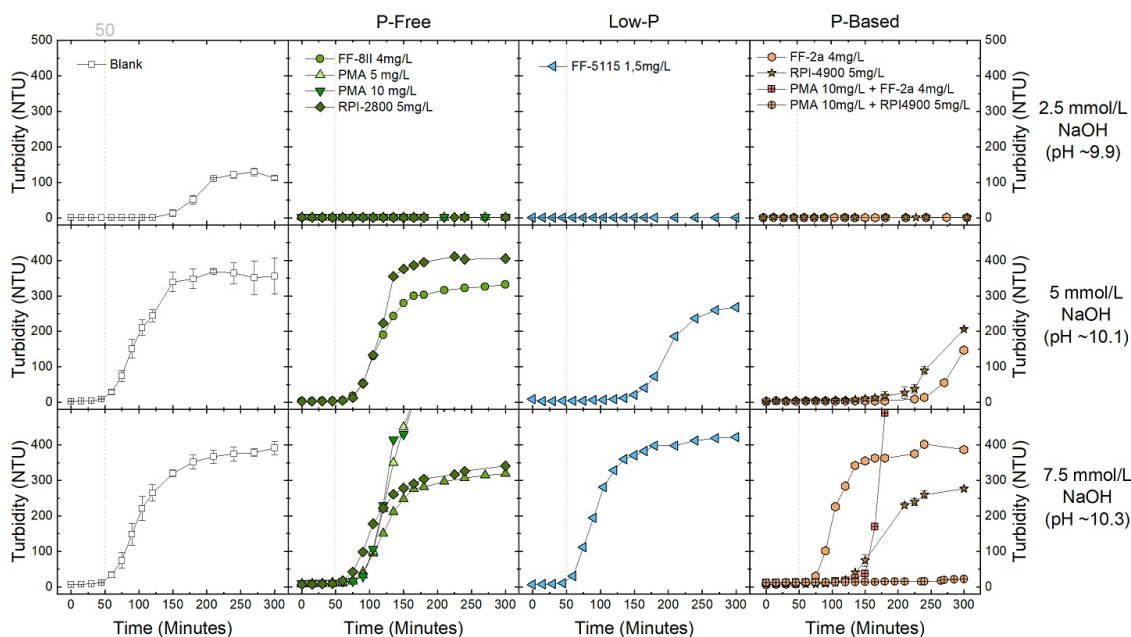 P-Free Low-P P-Based
50
500 500
Blank
FF-8II 4mg/L
PMA 5 mg/L
PMA 10 mg/L
RPI-2800 5mg/L
FF-5115 1,5mg/L
FF-2a 4mg/L
RPI-4900 5mg/L
PMA 10mg/L + FF-2a 4mg/L
PMA 10mg/L + RPI4900 5mg/L
Turbidity (NTU)
400
300
200
100
0
Turbidity (NTU)
400
300
200
100
0
2.5 mmol/L
NaOH
(pH ~9.9)
Turbidity (NTU)
400
300
200
100
0
Turbidity (NTU)
400
300
200
100
0
5 mmol/L
NaOH
(pH ~10.1)
Turbidity (NTU)
400
300
200
100
0
Turbidity (NTU)
400
300
200
100
0
7.5 mmol/L
NaOH
(pH ~10.3)
0 50 100 150 200 250 300 0 50 100 150 200 250 300 0 50 100 150 200 250 300 0 50 100 150 200 250 300
Time (Minutes) Time (Minutes) Time (Minutes) Time (Minutes)